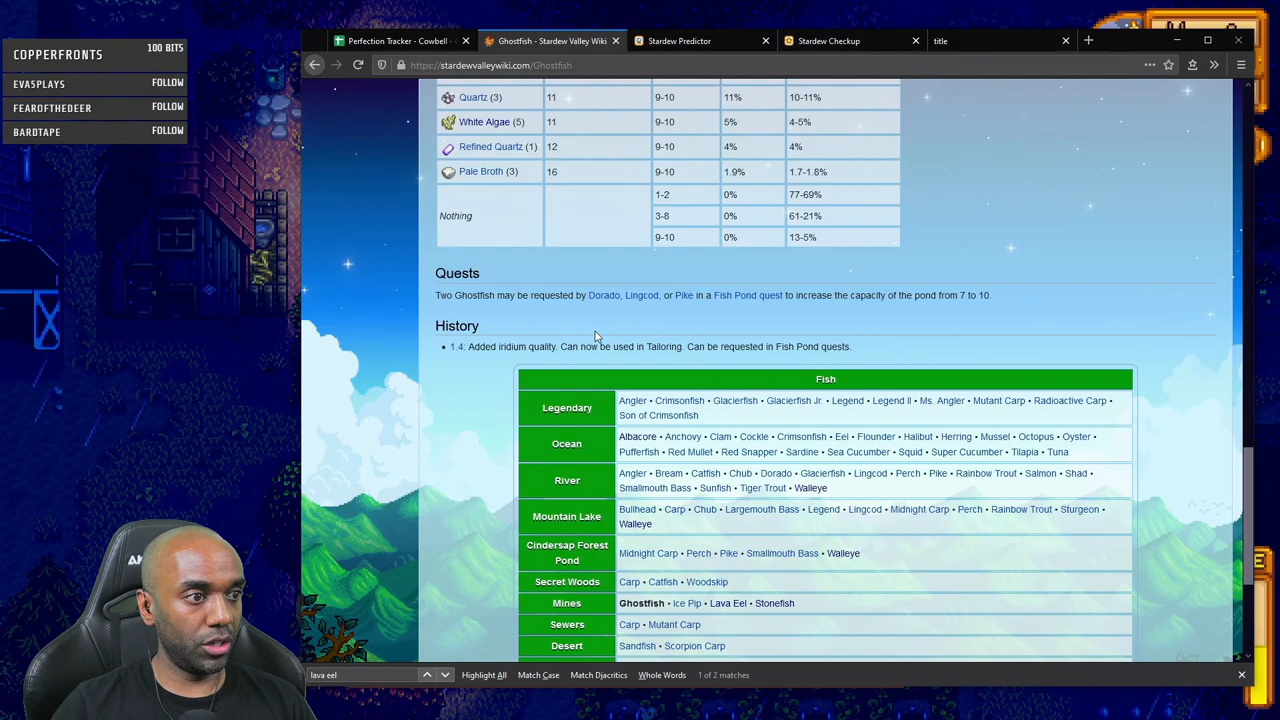 COPPERFRONTS 100 BITS
EVASPLAYS FOLLOW
FEAROFTHEDEER FOLLOW
BARDTAPE FOLLOW
Perfection Tracker - Cowbell - Ghostfish - Stardew Valley Wiki Stardew Predictor Stardew Checkup title
https://stardewvalleywiki.com/Ghostfish
Quartz (3) 11 9-10 11% 10-11%
White Algae (5) 11 9-10 5% 4-5%
Refined Quartz (1) 12 9-10 4% 4%
Pale Broth (3) 16 9-10 1.9% 1.7-1.8%
1-2 0% 77-69%
Nothing 3-8 0% 61-21%
9-10 0% 13-5%
Quests
Two Ghostfish may be requested by Dorado, Lingcod, or Pike in a Fish Pond quest to increase the capacity of the pond from 7 to 10.
History
• 1.4: Added iridium quality. Can now be used in Tailoring. Can be requested in Fish Pond quests.
Fish
Legendary Angler • Crimsonfish • Glacierfish • Glacierfish Jr. • Legend • Legend II • Ms. Angler • Mutant Carp • Radioactive Carp •
Son of Crimsonfish
Ocean Albacore • Anchovy • Clam • Cockle • Crimsonfish • Eel • Flounder • Halibut • Herring • Mussel • Octopus • Oyster •
Pufferfish • Red Mullet • Red Snapper • Sardine • Sea Cucumber • Squid • Super Cucumber • Tilapia • Tuna
River Angler • Bream • Catfish • Chub • Dorado • Glacierfish • Lingcod • Perch • Pike • Rainbow Trout • Salmon • Shad •
Smallmouth Bass • Sunfish • Tiger Trout • Walleye
Mountain Lake Bullhead • Carp • Chub • Largemouth Bass • Legend • Lingcod • Midnight Carp • Perch • Rainbow Trout • Sturgeon •
Walleye
Cindersap Forest
Pond Midnight Carp • Perch • Pike • Smallmouth Bass • Walleye
Secret Woods Carp • Catfish • Woodskip
Mines Ghostfish • Ice Pip • Lava Eel • Stonefish
Sewers Carp • Mutant Carp
Desert Sandfish • Scorpion Carp
lava eel Highlight All Match Case Match Diacritics Whole Words 1 of 2 matches